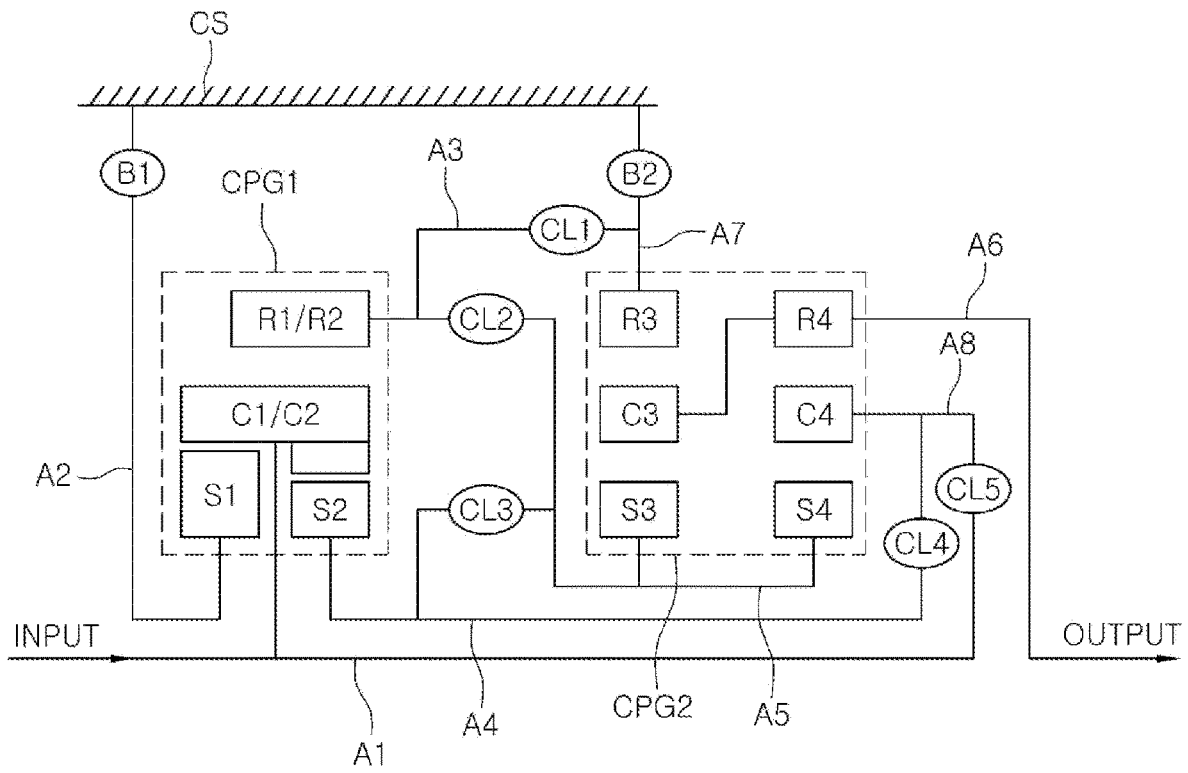 CS
B1
CPG1
A3
B2
CL1
A7
A6
R1/R2
CL2
R3
R4
A8
C1/C2
C3
C4
A2
S1
S2
CL3
S3
S4
CL5
CL4
INPUT
OUTPUT
A1
A4
CPG2
A5